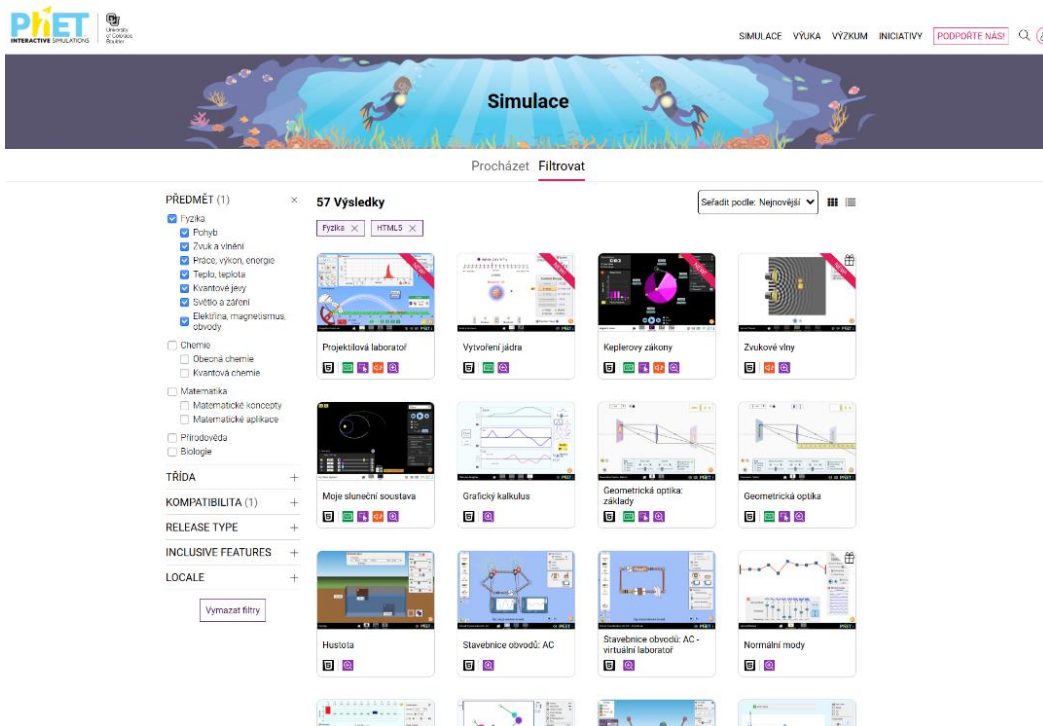 PhET
INTERACTIVE SIMULATIONS
University
of Colorado
Boulder
SIMULACE VÝUKA VÝZKUM INICIATIVY PODPOŘTE NÁS!
Simulace
Procházet Filtrovat
PŘEDMĚT (1)
Fyzika
Pohyb
Zvuk a vlnění
Práce, výkon, energie
Teplo, teplota
Kvantové jevy
Světlo a záření
Elektřina, magnetismus,
obvody
Chemie
Obecná chemie
Kvantová chemie
Matematika
Matematické koncepty
Matematické aplikace
Přírodověda
Biologie
TŘÍDA
KOMPATIBILITA (1)
RELEASE TYPE
INCLUSIVE FEATURES
LOCALE
Vymazat filtry
57 Výsledky
Seřadit podle: Nejnovější
Fyzika HTML5
NEW! NEW! NEW! NEW!
Projektilová laboratoř
Vytvoření jádra
Keplerovy zákony
Zvukové vlny
Moje sluneční soustava
Grafický kalkulus
Geometrická optika:
základy
Geometrická optika
Hustota
Stavebnice obvodů: AC
Stavebnice obvodů: AC -
virtuální laboratoř
Normální mody